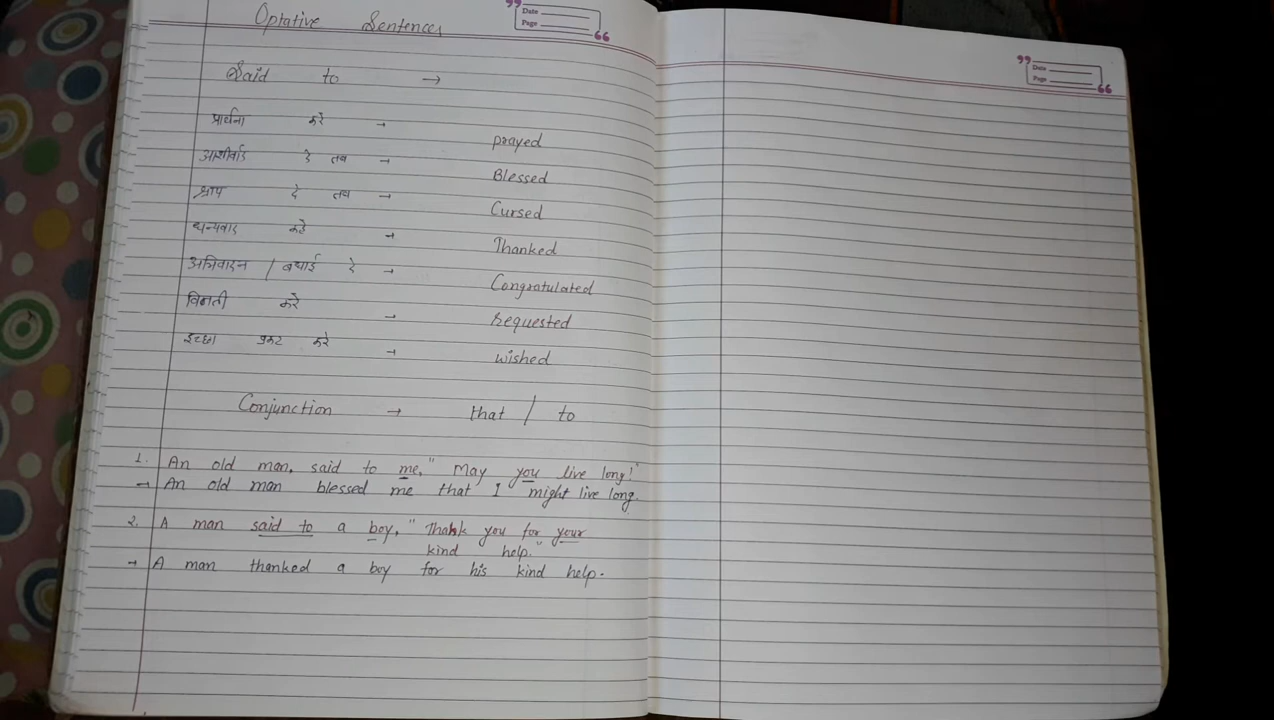 Optative Sentences
Date
Page
Said to →
प्रार्थना करे → prayed
आशीर्वाद दे तब → Blessed
श्राप दे तब → Cursed
धन्यवाद कहे → Thanked
अभिवादन / बधाई दे → Congratulated
विनती करे → Requested
इच्छा प्रकट करे → wished
Conjunction → that / to
1. An old man, said to me, " May you live long!"
→ An old man blessed me that I might live long.
2. A man said to a boy, " Thank you for your
kind help."
→ A man thanked a boy for his kind help.
Date
Page